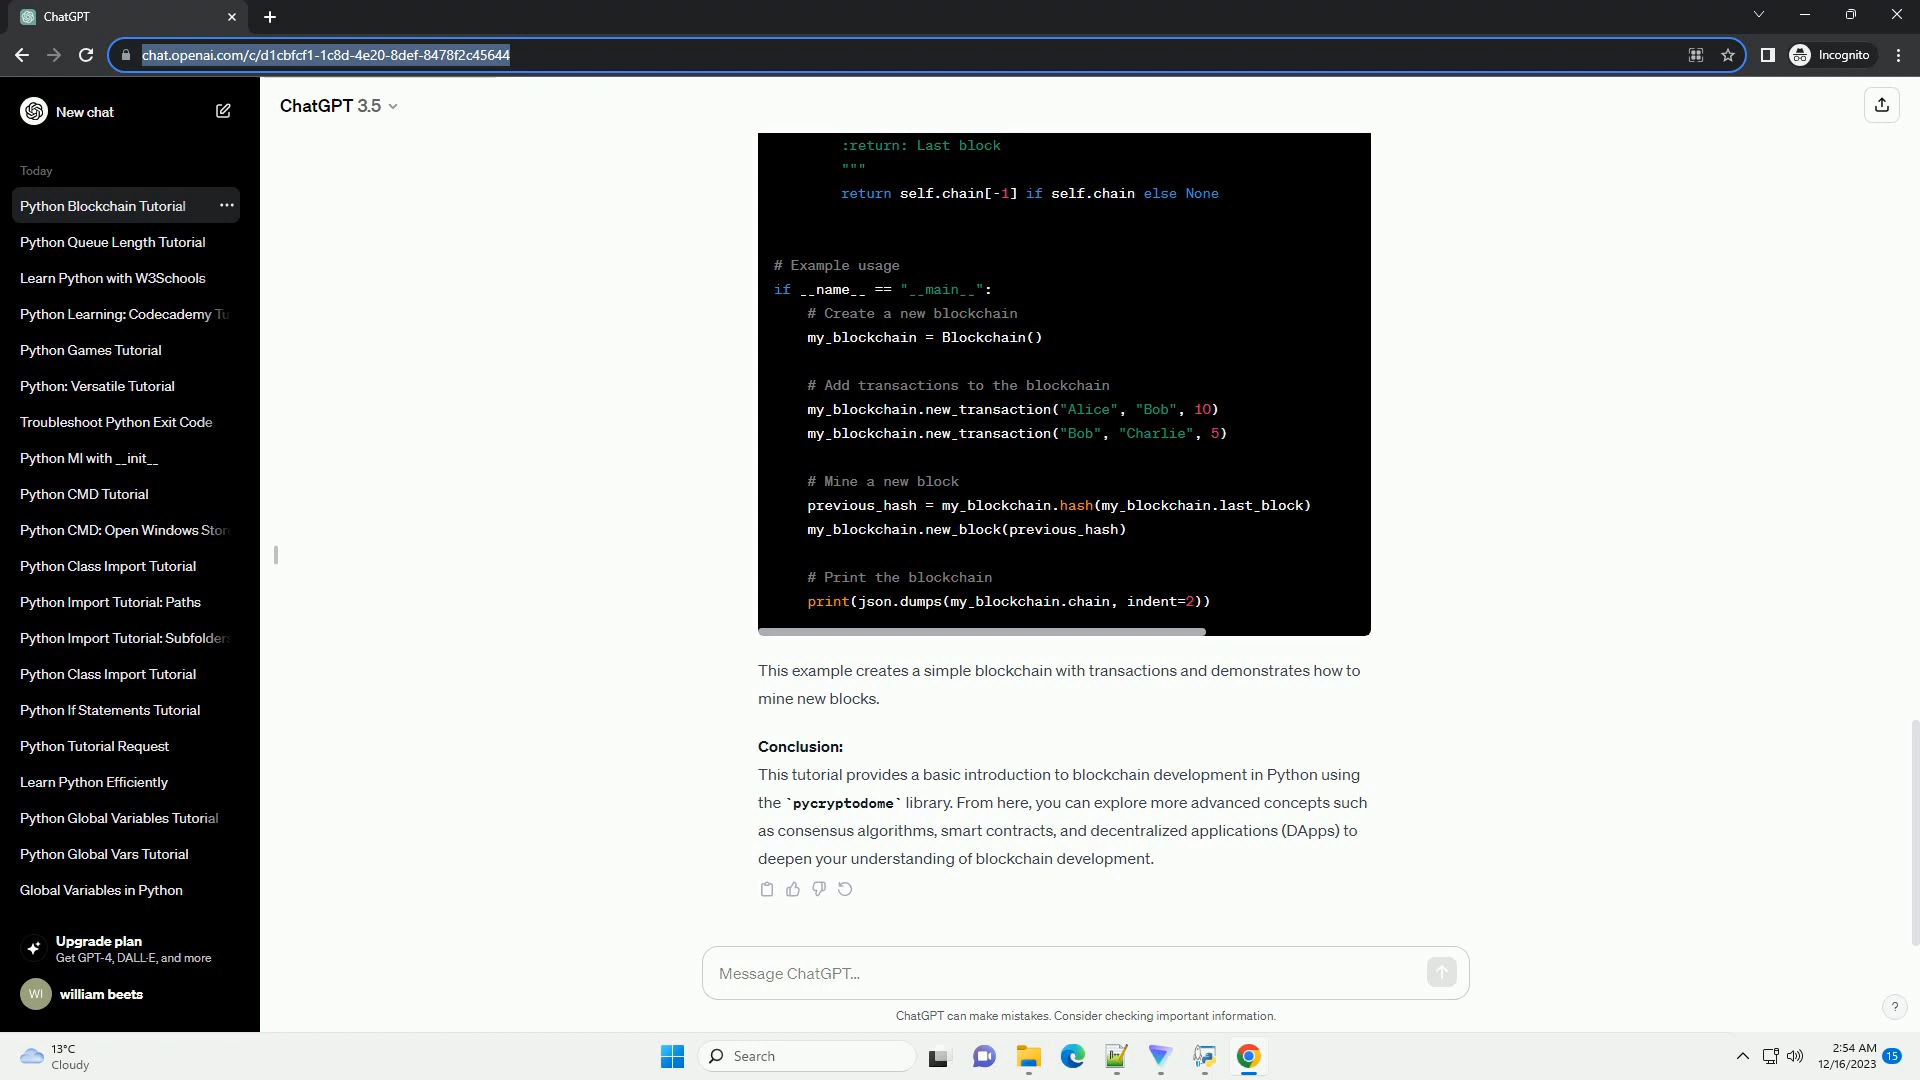 ChatGPT
chat.openai.com/c/d1cbfcf1-1c8d-4e20-8def-8478f2c45644
Incognito
New chat
Today
Python Blockchain Tutorial
Python Queue Length Tutorial
Learn Python with W3Schools
Python Learning: Codecademy Tu
Python Games Tutorial
Python: Versatile Tutorial
Troubleshoot Python Exit Code
Python MI with __init__
Python CMD Tutorial
Python CMD: Open Windows Store
Python Class Import Tutorial
Python Import Tutorial: Paths
Python Import Tutorial: Subfolders
Python Class Import Tutorial
Python If Statements Tutorial
Python Tutorial Request
Learn Python Efficiently
Python Global Variables Tutorial
Python Global Vars Tutorial
Global Variables in Python
Upgrade plan
Get GPT-4, DALL·E, and more
WI
william beets
ChatGPT 3.5
:return: Last block
"""
return self.chain[-1] if self.chain else None
# Example usage
if __name__ == "__main__":
# Create a new blockchain
my_blockchain = Blockchain()
# Add transactions to the blockchain
my_blockchain.new_transaction("Alice", "Bob", 10)
my_blockchain.new_transaction("Bob", "Charlie", 5)
# Mine a new block
previous_hash = my_blockchain.hash(my_blockchain.last_block)
my_blockchain.new_block(previous_hash)
# Print the blockchain
print(json.dumps(my_blockchain.chain, indent=2))
This example creates a simple blockchain with transactions and demonstrates how to
mine new blocks.
Conclusion:
This tutorial provides a basic introduction to blockchain development in Python using
the `pycryptodome` library. From here, you can explore more advanced concepts such
as consensus algorithms, smart contracts, and decentralized applications (DApps) to
deepen your understanding of blockchain development.
Message ChatGPT...
ChatGPT can make mistakes. Consider checking important information.
?
13°C
Cloudy
Search
2:54 AM
12/16/2023
15